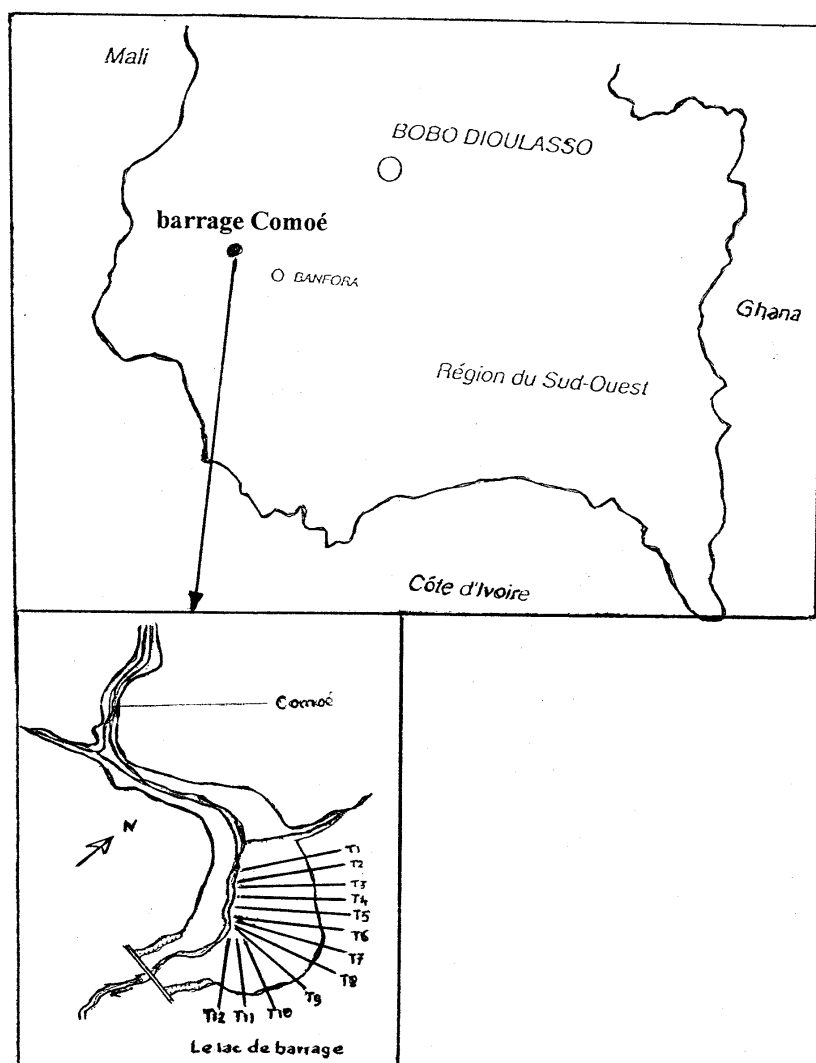 Mali
BOBO DIOULASSO
barrage Comoé
BANFORA
Ghana
Région du Sud-Ouest
Côte d'Ivoire
Comoé
N
T1
T2
T3
T4
T5
T6
T7
T8
T9
T10
T11
T12
Le lac de barrage